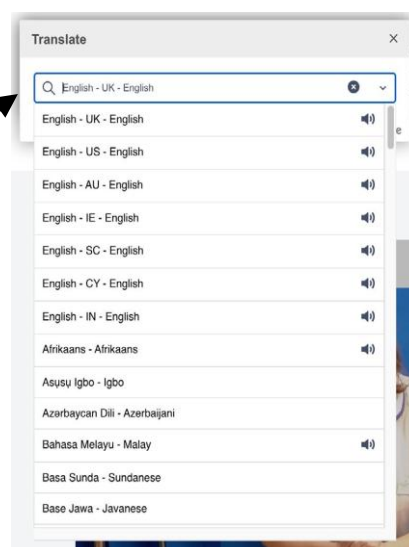 Translate
English - UK - English
English - UK - English
English - US - English
English - AU - English
English - IE - English
English - SC - English
English - CY - English
English - IN - English
Afrikaans - Afrikaans
Asụsụ Igbo - Igbo
Azərbaycan Dili - Azerbaijani
Bahasa Melayu - Malay
Basa Sunda - Sundanese
Base Jawa - Javanese